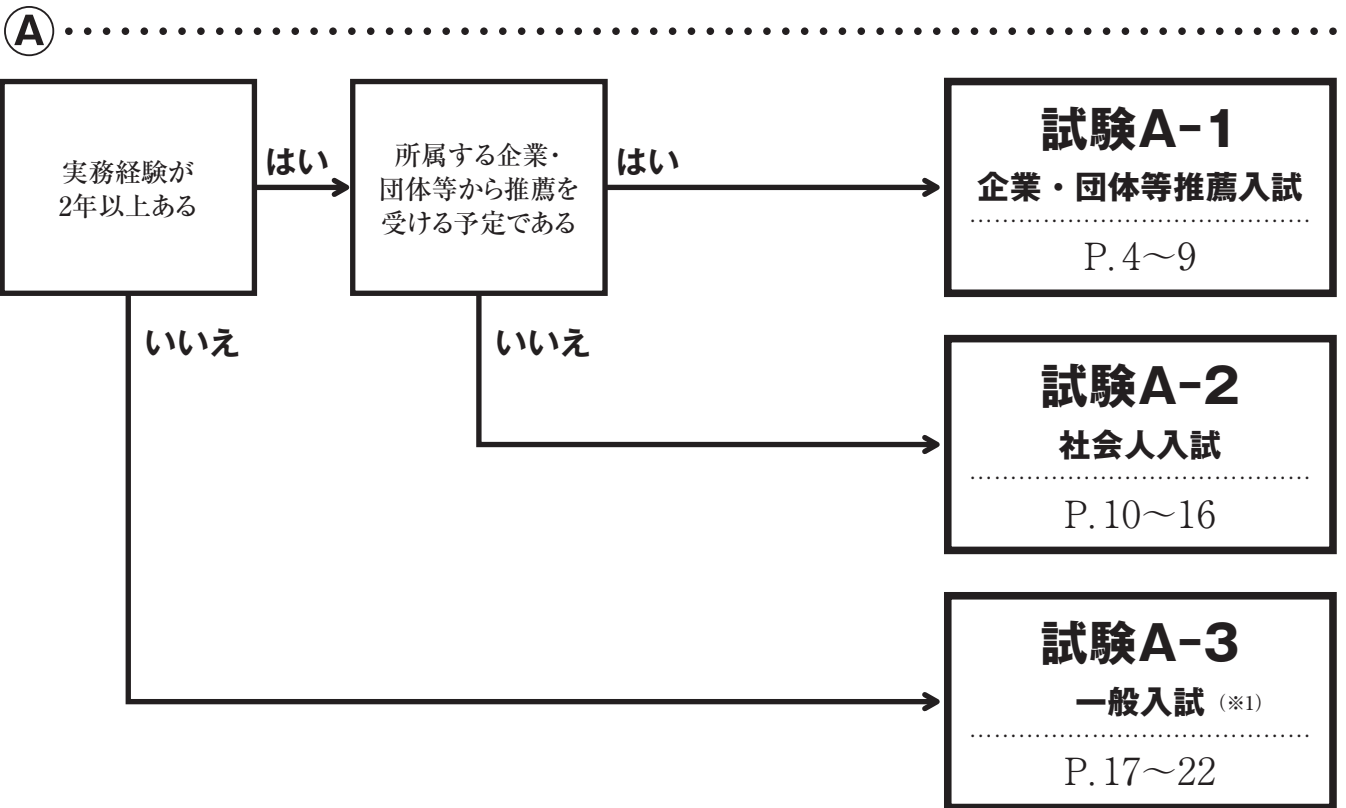 A
実務経験が
2年以上ある
はい
所属する企業・
団体等から推薦を
受ける予定である
はい
試験A-1
企業・団体等推薦入試
P.4〜9
いいえ
いいえ
試験A-2
社会人入試
P.10〜16
試験A-3
一般入試（※1）
P.17〜22